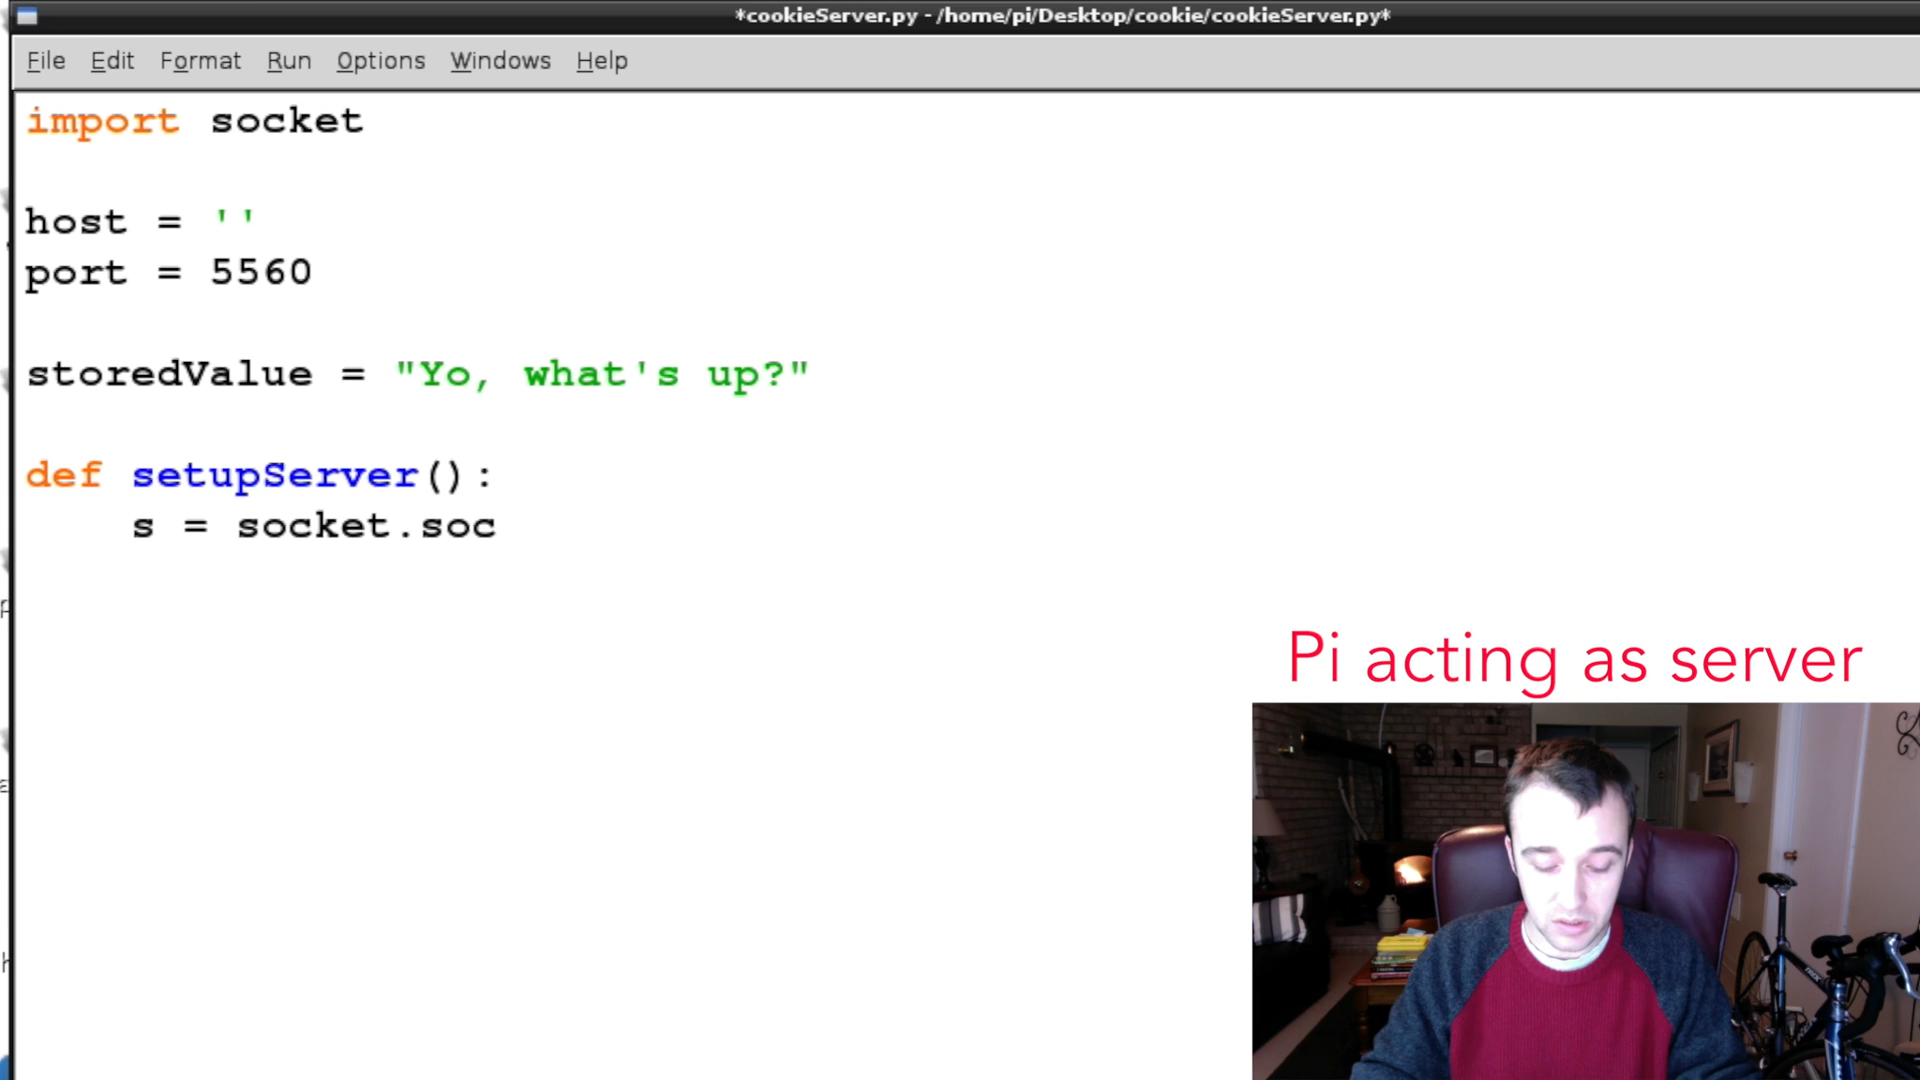 *cookieServer.py - /home/pi/Desktop/cookie/cookieServer.py*
File Edit Format Run Options Windows Help
import socket
host = ''
port = 5560
storedValue = "Yo, what's up?"
def setupServer():
s = socket.soc
Pi acting as server